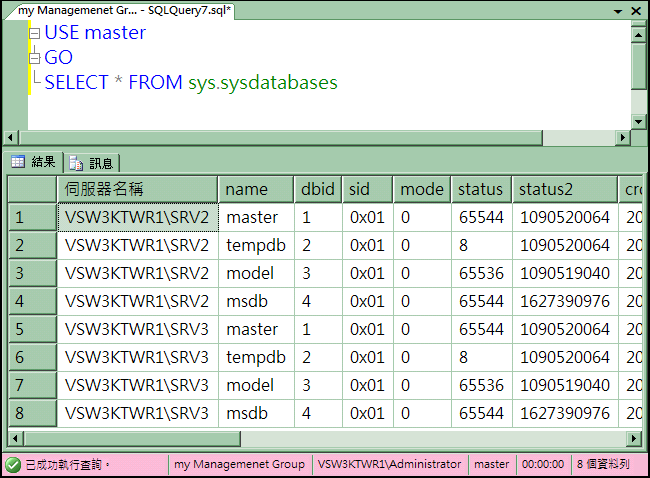 my Managemenet Gr... - SQLQuery7.sql*
USE master
GO
SELECT * FROM sys.sysdatabases
結果 訊息
伺服器名稱 name dbid sid mode status status2 crd
1 VSW3KTWR1\SRV2 master 1 0x01 0 65544 1090520064 20
2 VSW3KTWR1\SRV2 tempdb 2 0x01 0 8 1090520064 20
3 VSW3KTWR1\SRV2 model 3 0x01 0 65536 1090519040 20
4 VSW3KTWR1\SRV2 msdb 4 0x01 0 65544 1627390976 20
5 VSW3KTWR1\SRV3 master 1 0x01 0 65544 1090520064 20
6 VSW3KTWR1\SRV3 tempdb 2 0x01 0 8 1090520064 20
7 VSW3KTWR1\SRV3 model 3 0x01 0 65536 1090519040 20
8 VSW3KTWR1\SRV3 msdb 4 0x01 0 65544 1627390976 20
已成功執行查詢。 my Managemenet Group VSW3KTWR1\Administrator master 00:00:00 8 個資料列